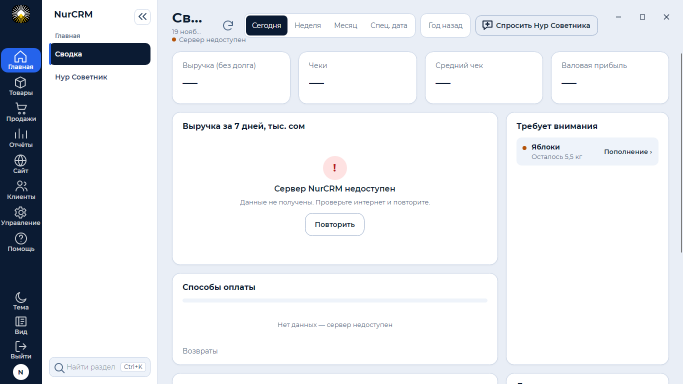 NurCRM
Главная
Сводка
Нур Советник
Главная
Товары
Продажи
Отчёты
Сайт
Клиенты
Управление
Помощь
Тема
Вид
Выйти
N
Найти раздел
Ctrl+K
Св...
19 нояб...
Сервер недоступен
Сегодня
Неделя
Месяц
Спец. дата
Год назад
Спросить Нур Советника
Выручка (без долга)
—
Чеки
—
Средний чек
—
Валовая прибыль
—
Выручка за 7 дней, тыс. сом
!
Сервер NurCRM недоступен
Данные не получены. Проверьте интернет и повторите.
Повторить
Требует внимания
Яблоки
Осталось 5,5 кг
Пополнение ›
Способы оплаты
Нет данных — сервер недоступен
Возвраты